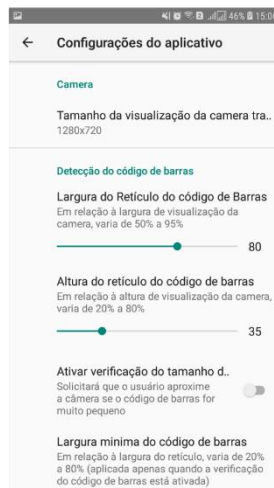 46% 15:00
Configurações do aplicativo
Camera
Tamanho da visualização da camera tra..
1280x720
Detecção do código de barras
Largura do Retículo do código de Barras
Em relação à largura de visualização da
camera, varia de 50% a 95%
80
Altura do retículo do código de barras
Em relação à altura de visualização da camera,
varia de 20% a 80%
35
Ativar verificação do tamanho d..
Solicitará que o usuário aproxime
a câmera se o código de barras for
muito pequeno
Largura minima do código de barras
Em relação à largura do retículo, varia de 20%
a 80% (aplicada apenas quando a verificação
do código de barras está ativada)